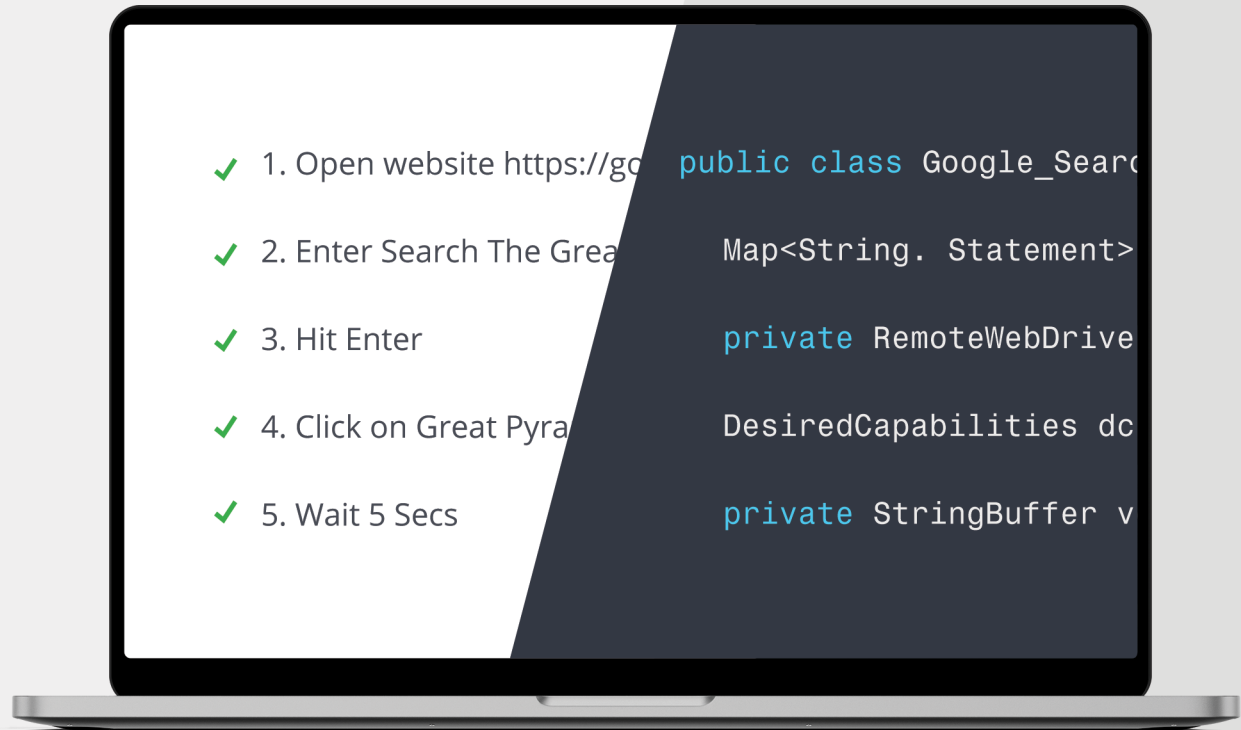 1. Open website https://go
2. Enter Search The Grea
3. Hit Enter
4. Click on Great Pyra
5. Wait 5 Secs
public class Google_Searc
Map<String. Statement>
private RemoteWebDrive
DesiredCapabilities dc
private StringBuffer v